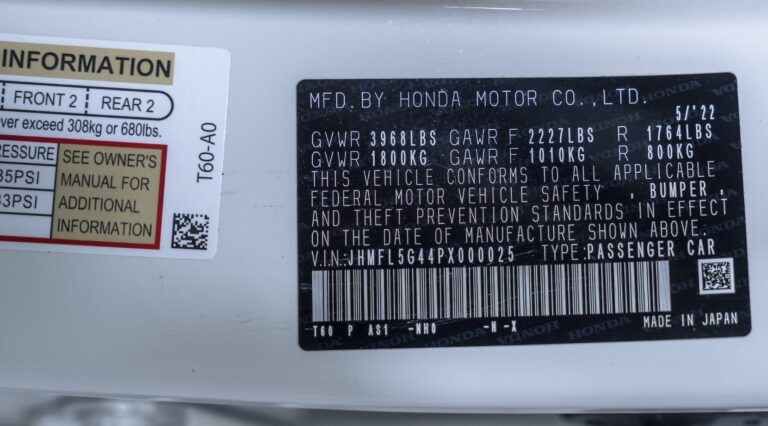 INFORMATION
FRONT 2 REAR 2
ver exceed 308kg or 680lbs.
RESSURE SEE OWNER'S
35PSI MANUAL FOR
33PSI ADDITIONAL
INFORMATION
T60-A0
MFD.BY HONDA MOTOR CO.,LTD.
5/'22
GVWR 3968LBS GAWR F 2227LBS R 1764LBS
GVWR 1800KG GAWR F 1010KG R 800KG
THIS VEHICLE CONFORMS TO ALL APPLICABLE
FEDERAL MOTOR VEHICLE SAFETY , BUMPER ,
AND THEFT PREVENTION STANDARDS IN EFFECT
ON THE DATE OF MANUFACTURE SHOWN ABOVE.
V.I.N:JHMFL5G44PX000025 TYPE:PASSENGER CAR
T60 P AS1 -NH0 -N -X
MADE IN JAPAN